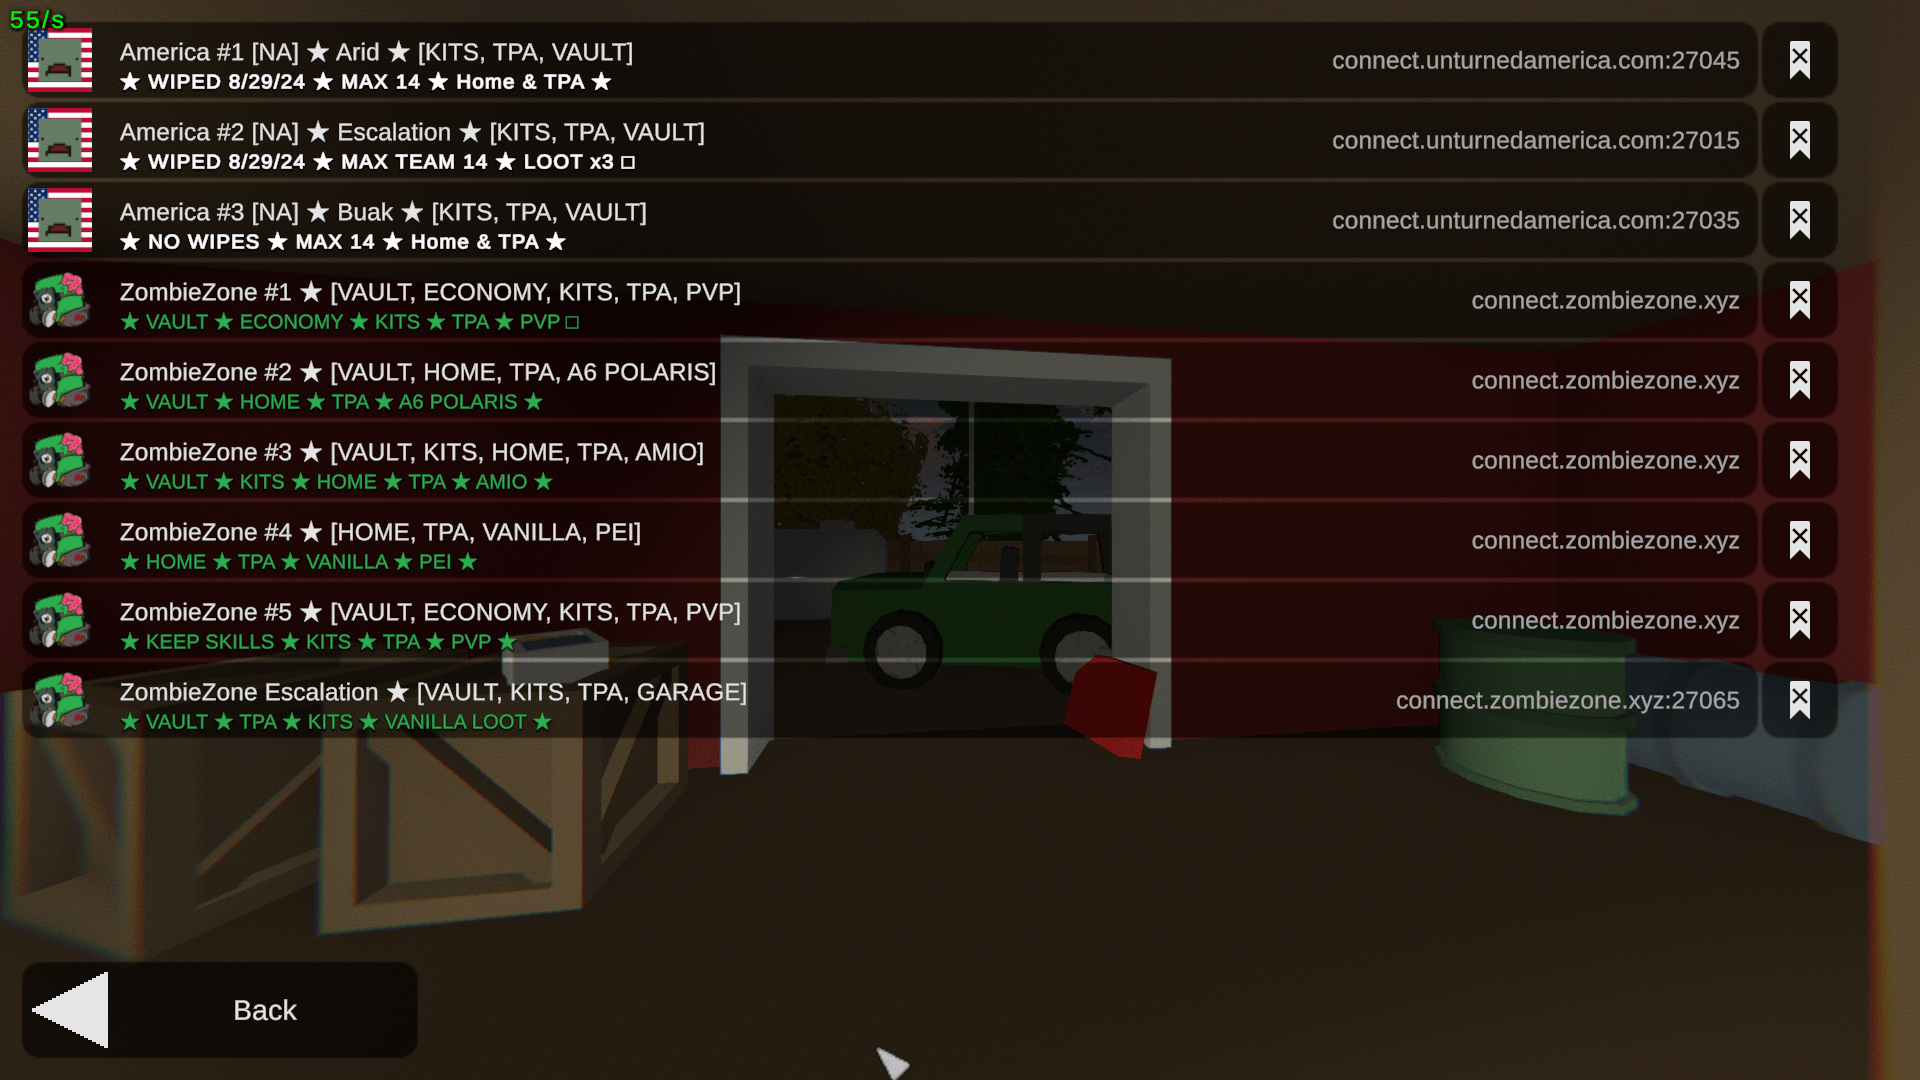 55/s
America #1 [NA] ★ Arid ★ [KITS, TPA, VAULT]
★ WIPED 8/29/24 ★ MAX 14 ★ Home & TPA ★
connect.unturnedamerica.com:27045
America #2 [NA] ★ Escalation ★ [KITS, TPA, VAULT]
★ WIPED 8/29/24 ★ MAX TEAM 14 ★ LOOT x3 □
connect.unturnedamerica.com:27015
America #3 [NA] ★ Buak ★ [KITS, TPA, VAULT]
★ NO WIPES ★ MAX 14 ★ Home & TPA ★
connect.unturnedamerica.com:27035
ZombieZone #1 ★ [VAULT, ECONOMY, KITS, TPA, PVP]
★ VAULT ★ ECONOMY ★ KITS ★ TPA ★ PVP □
connect.zombiezone.xyz
ZombieZone #2 ★ [VAULT, HOME, TPA, A6 POLARIS]
★ VAULT ★ HOME ★ TPA ★ A6 POLARIS ★
connect.zombiezone.xyz
ZombieZone #3 ★ [VAULT, KITS, HOME, TPA, AMIO]
★ VAULT ★ KITS ★ HOME ★ TPA ★ AMIO ★
connect.zombiezone.xyz
ZombieZone #4 ★ [HOME, TPA, VANILLA, PEI]
★ HOME ★ TPA ★ VANILLA ★ PEI ★
connect.zombiezone.xyz
ZombieZone #5 ★ [VAULT, ECONOMY, KITS, TPA, PVP]
★ KEEP SKILLS ★ KITS ★ TPA ★ PVP ★
connect.zombiezone.xyz
ZombieZone Escalation ★ [VAULT, KITS, TPA, GARAGE]
★ VAULT ★ TPA ★ KITS ★ VANILLA LOOT ★
connect.zombiezone.xyz:27065
Back